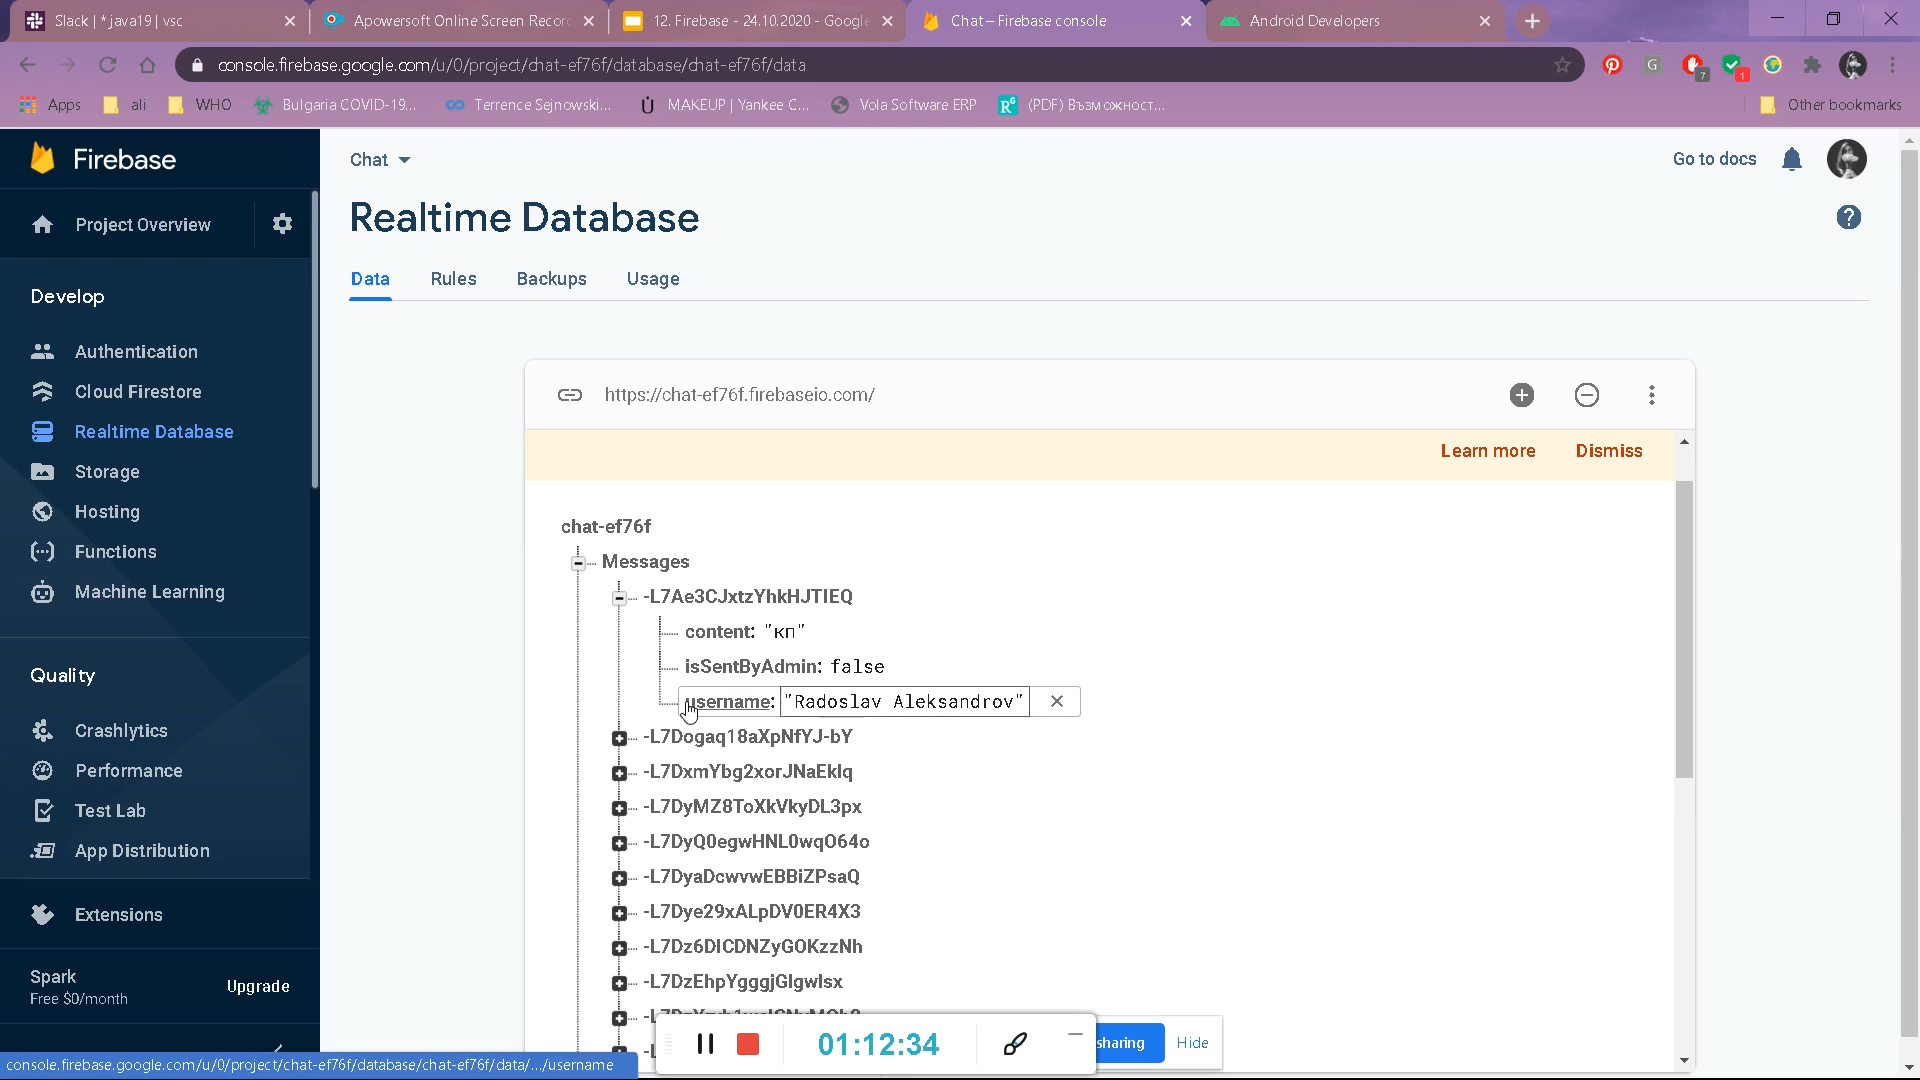 Slack | *java19 | vsc
Apowersoft Online Screen Recor
12. Firebase - 24.10.2020 - Google
Chat – Firebase console
Android Developers
console.firebase.google.com/u/0/project/chat-ef76f/database/chat-ef76f/data
G
7
1
Apps
ali
WHO
Bulgaria COVID-19...
Terrence Sejnowski...
MAKEUP | Yankee C...
Vola Software ERP
(PDF) Възможност...
Other bookmarks
Firebase
Chat
Go to docs
Project Overview
Realtime Database
Data
Rules
Backups
Usage
Develop
Authentication
Cloud Firestore
Realtime Database
Storage
Hosting
Functions
Machine Learning
Quality
Crashlytics
Performance
Test Lab
App Distribution
Extensions
Spark
Free $0/month
Upgrade
https://chat-ef76f.firebaseio.com/
Learn more
Dismiss
chat-ef76f
Messages
-L7Ae3CJxtzYhkHJTIEQ
content: "кп"
isSentByAdmin: false
username: "Radoslav Aleksandrov"
-L7Dogaq18aXpNfYJ-bY
-L7DxmYbg2xorJNaEklq
-L7DyMZ8ToXkVkyDL3px
-L7DyQ0egwHNL0wqO64o
-L7DyaDcwvwEBBiZPsaQ
-L7Dye29xALpDV0ER4X3
-L7Dz6DICDNZyGOKzzNh
-L7DzEhpYgggjGlgwlsx
01:12:34
sharing
Hide
console.firebase.google.com/u/0/project/chat-ef76f/database/chat-ef76f/data/.../username